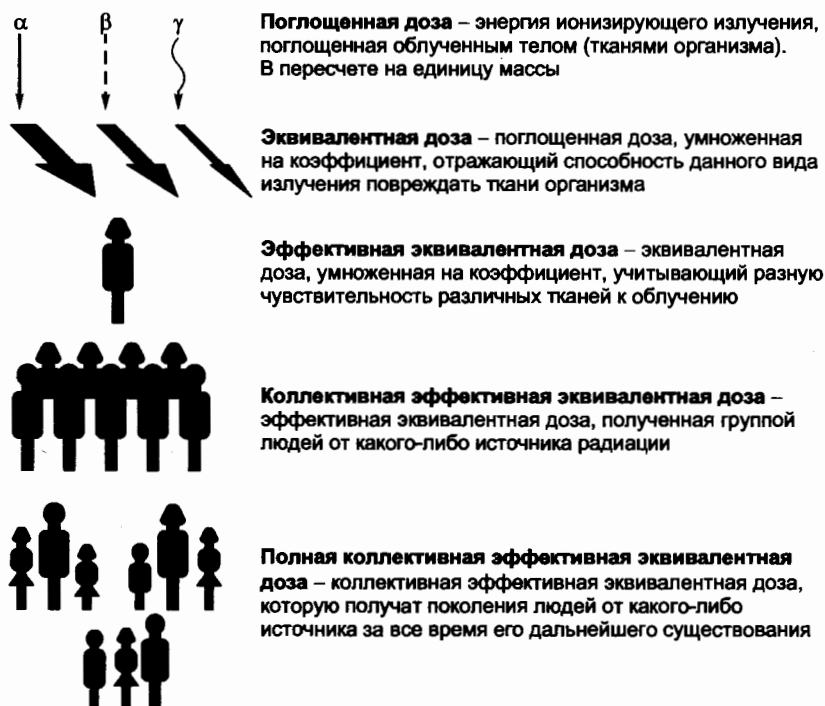 α β γ
Поглощенная доза – энергия ионизирующего излучения,
поглощенная облученным телом (тканями организма).
В пересчете на единицу массы
Эквивалентная доза – поглощенная доза, умноженная
на коэффициент, отражающий способность данного вида
излучения повреждать ткани организма
Эффективная эквивалентная доза – эквивалентная
доза, умноженная на коэффициент, учитывающий разную
чувствительность различных тканей к облучению
Коллективная эффективная эквивалентная доза –
эффективная эквивалентная доза, полученная группой
людей от какого-либо источника радиации
Полная коллективная эффективная эквивалентная
доза – коллективная эффективная эквивалентная доза,
которую получат поколения людей от какого-либо
источника за все время его дальнейшего существования